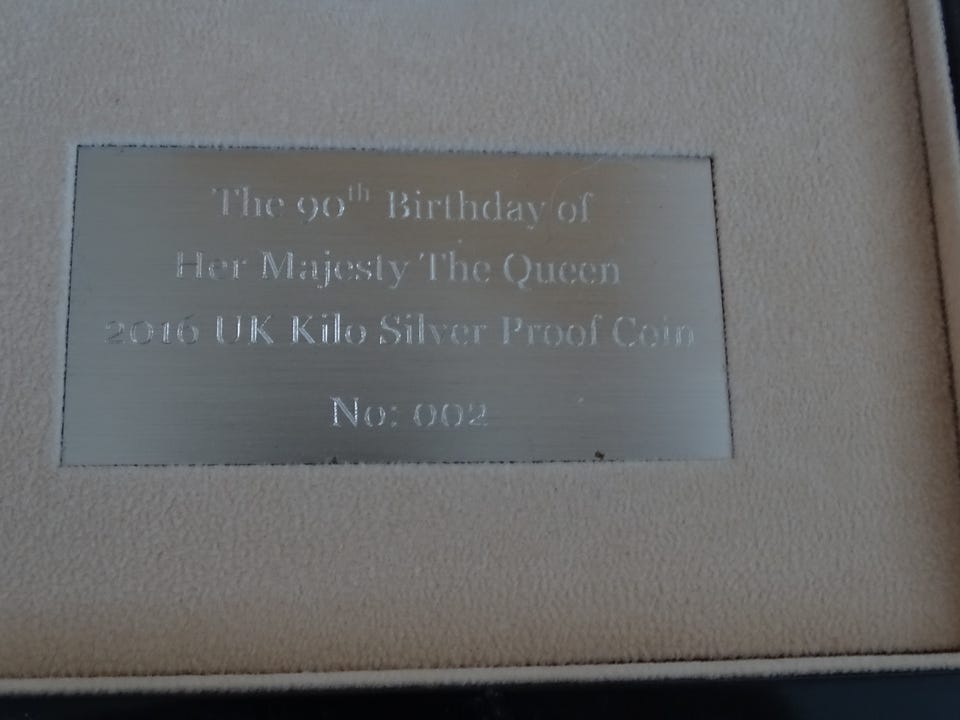 The 90th Birthday of
Her Majesty The Queen
2016 UK Kilo Silver Proof Coin
No: 002